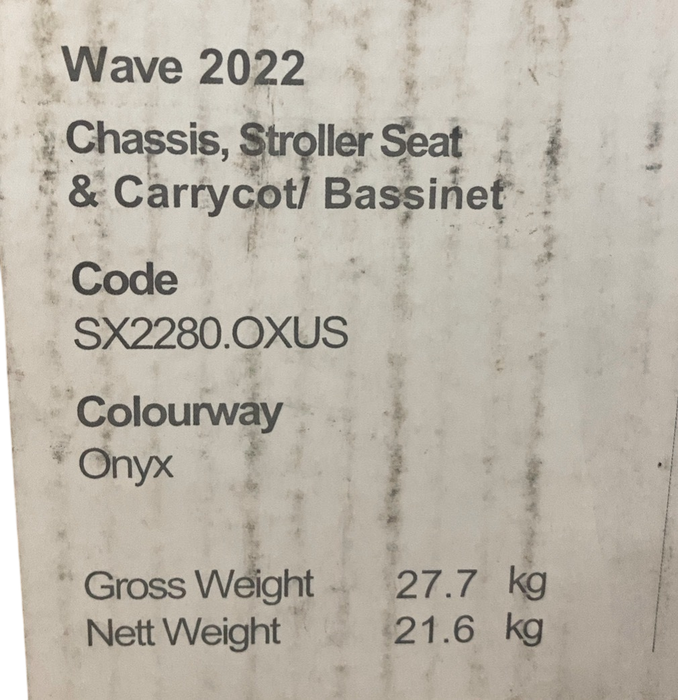 Wave 2022
Chassis, Stroller Seat
& Carrycot/ Bassinet
Code
SX2280.OXUS
Colourway
Onyx
Gross Weight 27.7 kg
Nett Weight 21.6 kg